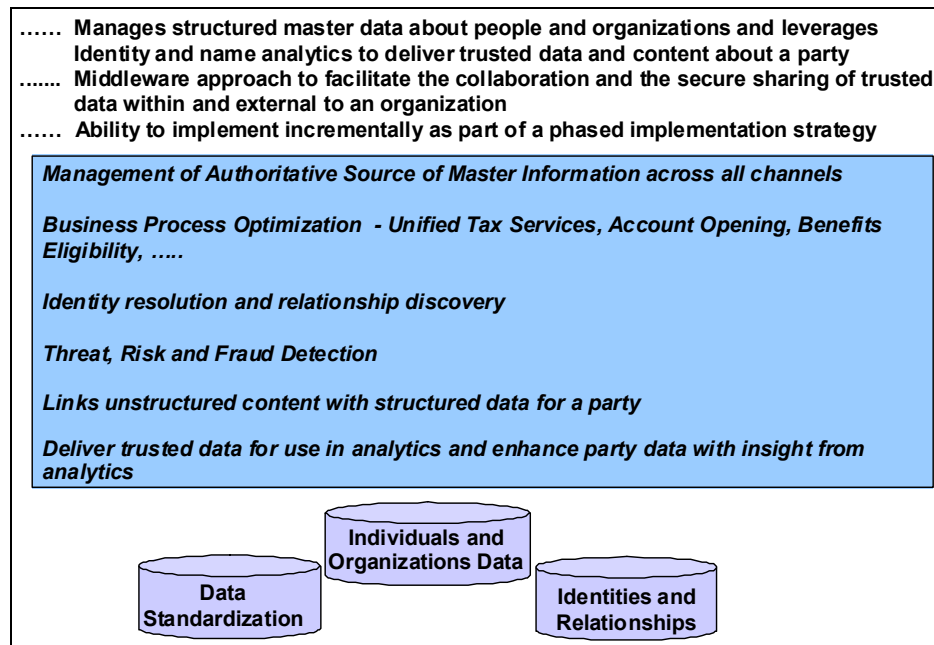 …… Manages structured master data about people and organizations and leverages
Identity and name analytics to deliver trusted data and content about a party
....... Middleware approach to facilitate the collaboration and the secure sharing of trusted
data within and external to an organization
…… Ability to implement incrementally as part of a phased implementation strategy
Management of Authoritative Source of Master Information across all channels
Business Process Optimization - Unified Tax Services, Account Opening, Benefits
Eligibility, …..
Identity resolution and relationship discovery
Threat, Risk and Fraud Detection
Links unstructured content with structured data for a party
Deliver trusted data for use in analytics and enhance party data with insight from
analytics
Individuals and
Organizations Data
Data
Standardization
Identities and
Relationships